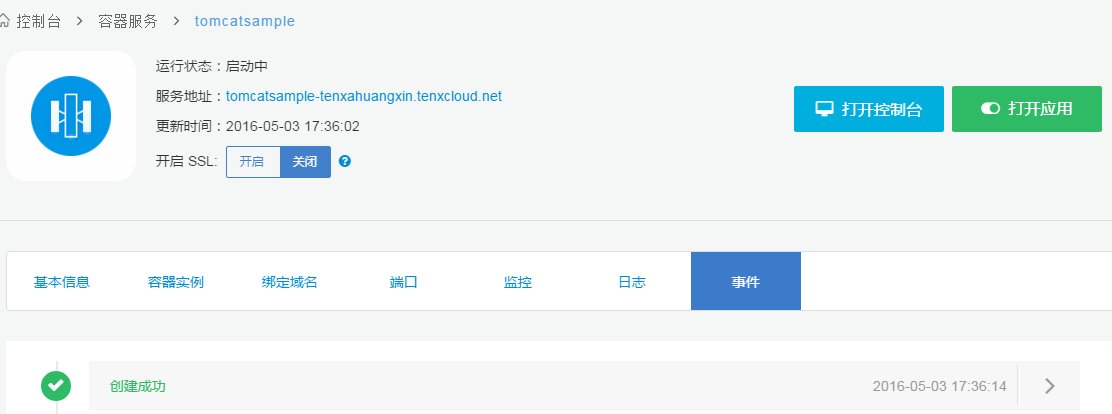 控制台 > 容器服务 > tomcatsample
运行状态：启动中
服务地址：tomcatsample-tenxahuangxin.tenxcloud.net
更新时间：2016-05-03 17:36:02
开启 SSL: 开启 关闭 ?
打开控制台 打开应用
基本信息 容器实例 绑定域名 端口 监控 日志 事件
创建成功 2016-05-03 17:36:14